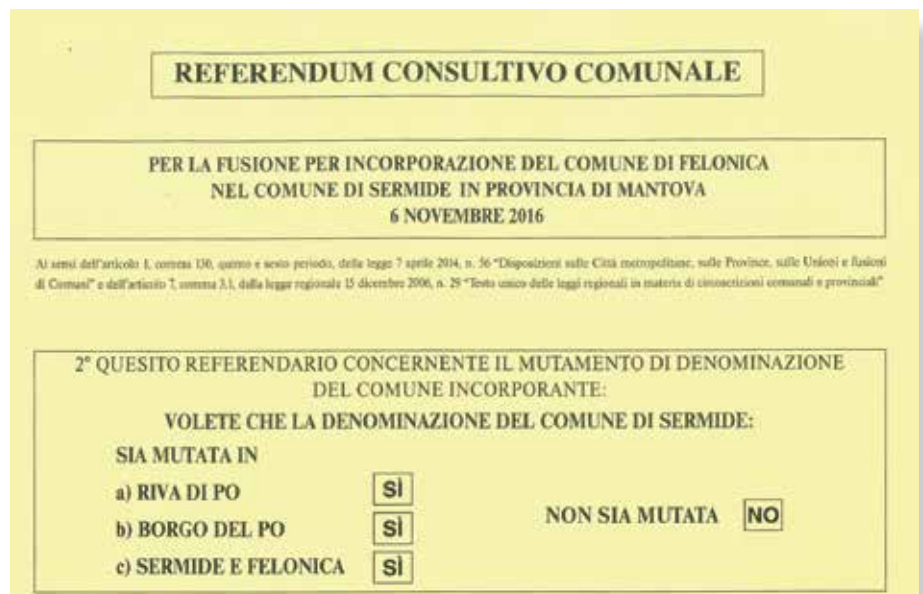 REFERENDUM CONSULTIVO COMUNALE
PER LA FUSIONE PER INCORPORAZIONE DEL COMUNE DI FELONICA
NEL COMUNE DI SERMIDE IN PROVINCIA DI MANTOVA
6 NOVEMBRE 2016
Ai sensi dell'articolo 1, comma 130, quinto e sesto periodo, della legge 7 aprile 2014, n. 56 "Disposizioni sulle Città metropolitane, sulle Province, sulle Unioni e fusioni
di Comuni" e dell'articolo 7, comma 3.1, dalla legge regionale 15 dicembre 2006, n. 29 "Testo unico delle leggi regionali in materia di circoscrizioni comunali e provinciali"
2° QUESITO REFERENDARIO CONCERNENTE IL MUTAMENTO DI DENOMINAZIONE
DEL COMUNE INCORPORANTE:
VOLETE CHE LA DENOMINAZIONE DEL COMUNE DI SERMIDE:
SIA MUTATA IN
a) RIVA DI PO SÌ
b) BORGO DEL PO SÌ
NON SIA MUTATA NO
c) SERMIDE E FELONICA SÌ